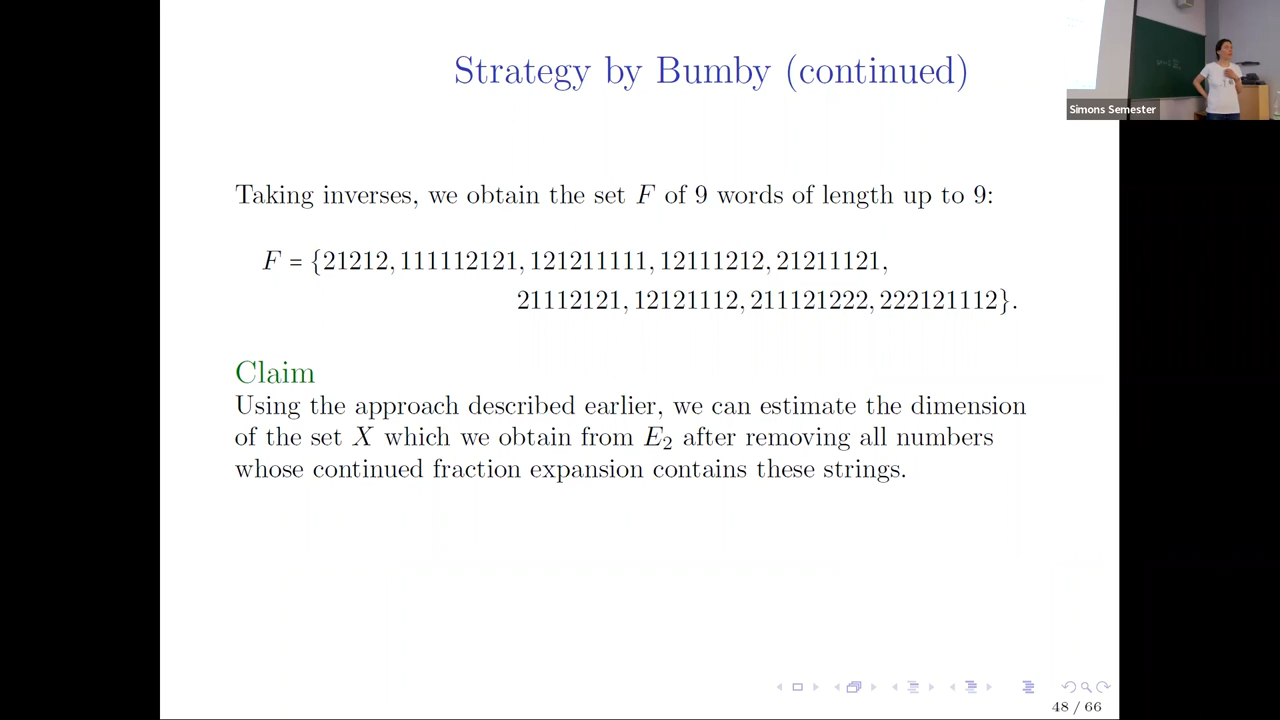 Strategy by Bumby (continued)
Simons Semester
Taking inverses, we obtain the set F of 9 words of length up to 9:
F = {21212, 111112121, 121211111, 12111212, 21211121,
21112121, 12121112, 211121222, 222121112}.
Claim
Using the approach described earlier, we can estimate the dimension
of the set X which we obtain from E₂ after removing all numbers
whose continued fraction expansion contains these strings.
48 / 66